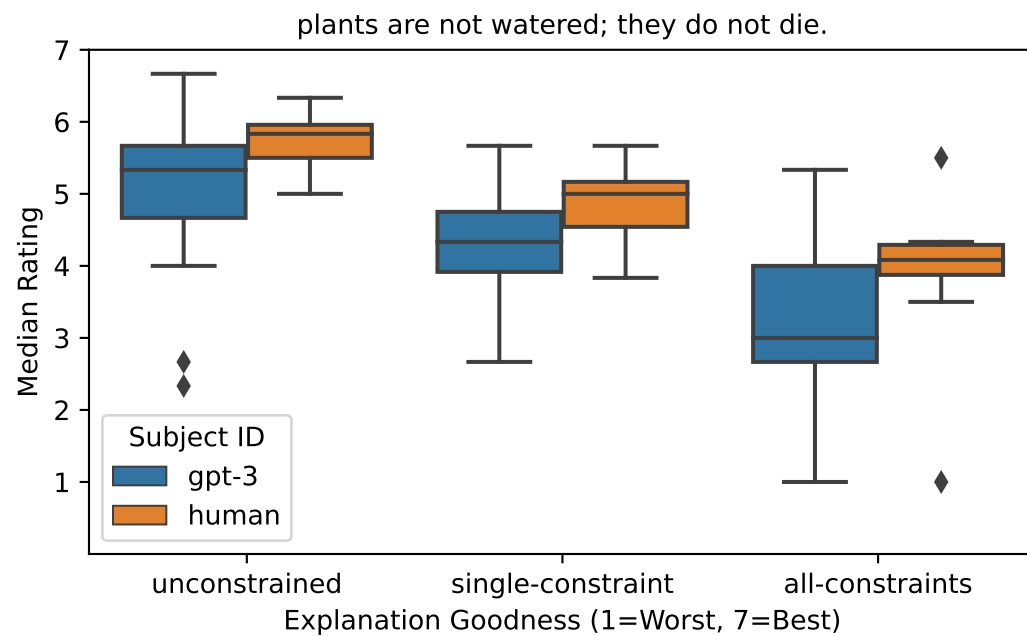 plants are not watered; they do not die.
7
6
5
4
3
2
1
Median Rating
Subject ID
gpt-3
human
unconstrained
single-constraint
all-constraints
Explanation Goodness (1=Worst, 7=Best)